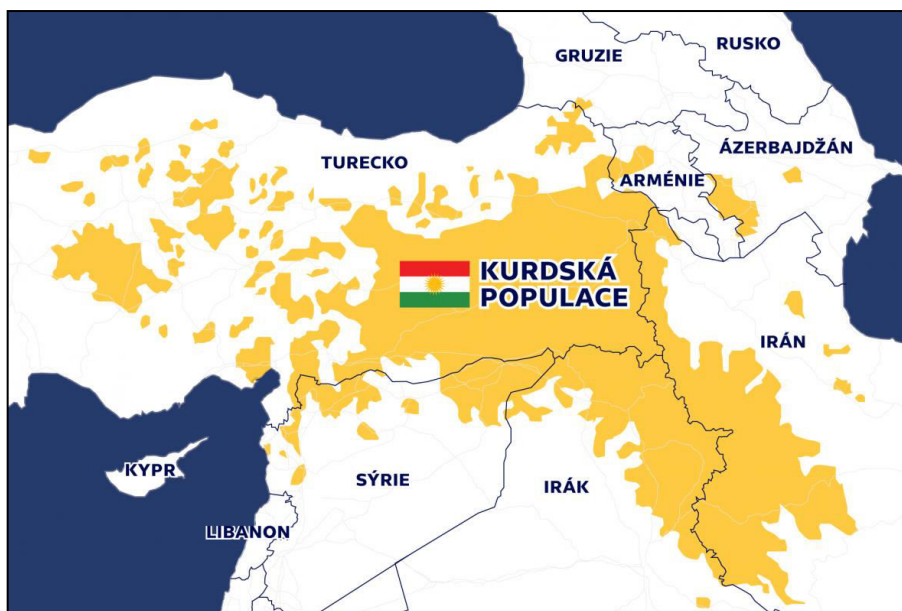 RUSKO
GRUZIE
ÁZERBAJDŽÁN
TURECKO
ARMÉNIE
KURDSKÁ
POPULACE
IRÁN
KYPR
SÝRIE
IRÁK
LIBANON